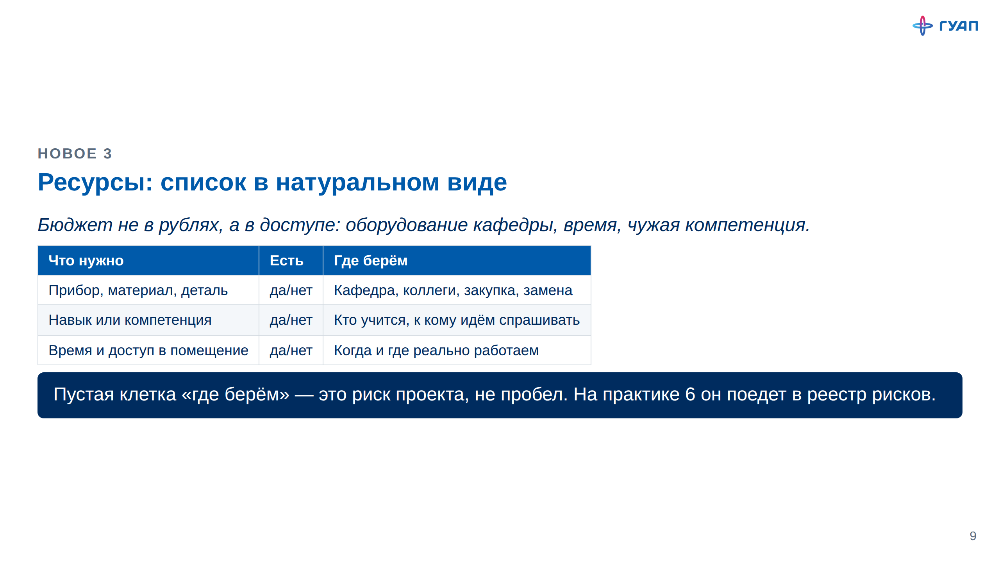 ГУАП
НОВОЕ 3
Ресурсы: список в натуральном виде
Бюджет не в рублях, а в доступе: оборудование кафедры, время, чужая компетенция.
Что нужно Есть Где берём
Прибор, материал, деталь да/нет Кафедра, коллеги, закупка, замена
Навык или компетенция да/нет Кто учится, к кому идём спрашивать
Время и доступ в помещение да/нет Когда и где реально работаем
Пустая клетка «где берём» — это риск проекта, не пробел. На практике 6 он поедет в реестр рисков.
9